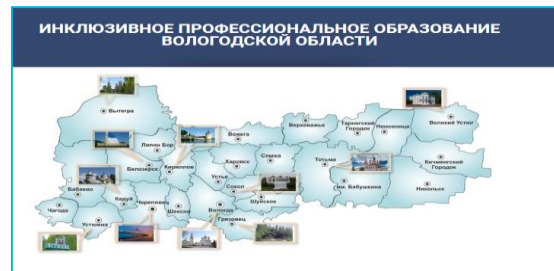 ИНКЛЮЗИВНОЕ ПРОФЕССИОНАЛЬНОЕ ОБРАЗОВАНИЕ
ВОЛОГОДСКОЙ ОБЛАСТИ
Вытегра
Липин Бор
Вожега
Верховажье
Тарногский
Городок
Нюксеница
Великий Устюг
Белозерск
Кириллов
Харовск
Сямжа
Тотьма
Кичменгский
Городок
Бабаево
Кадуй
Устье
Сокол
им. Бабушкина
Никольск
Чагода
Устюжна
Череповец
Шексна
Вологда
Шуйское
Грязовец